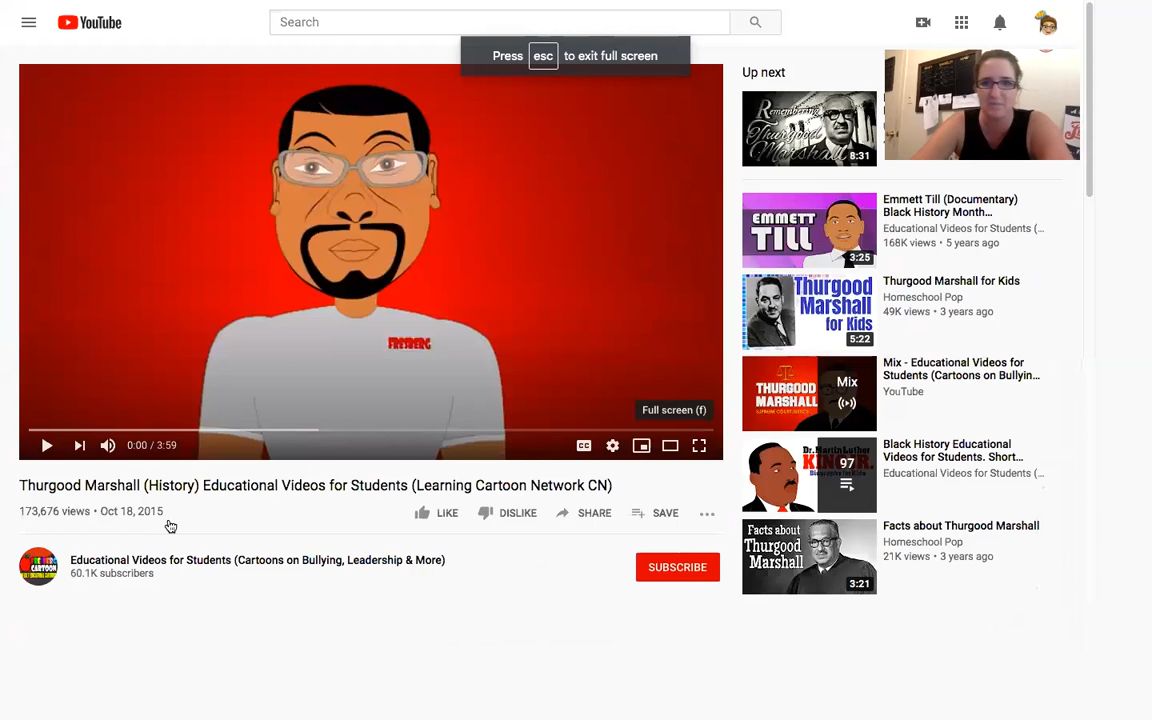 YouTube
Search
Press esc to exit full screen
Up next
Remembering
Thurgood
Marshall
8:31
EMMETT
TILL
3:25
Emmett Till (Documentary)
Black History Month...
Educational Videos for Students (...
168K views • 5 years ago
Thurgood
Marshall
for Kids
5:22
Thurgood Marshall for Kids
Homeschool Pop
49K views • 3 years ago
THURGOOD
MARSHALL
Mix
Mix - Educational Videos for
Students (Cartoons on Bullyin...
YouTube
Dr. Martin Luther
KING JR.
97
Black History Educational
Videos for Students. Short...
Educational Videos for Students (...
Facts about
Thurgood
Marshall
3:21
Facts about Thurgood Marshall
Homeschool Pop
21K views • 3 years ago
FRESBERG
Full screen (f)
0:00 / 3:59
CC
Thurgood Marshall (History) Educational Videos for Students (Learning Cartoon Network CN)
173,676 views • Oct 18, 2015
LIKE
DISLIKE
SHARE
SAVE
Educational Videos for Students (Cartoons on Bullying, Leadership & More)
60.1K subscribers
SUBSCRIBE